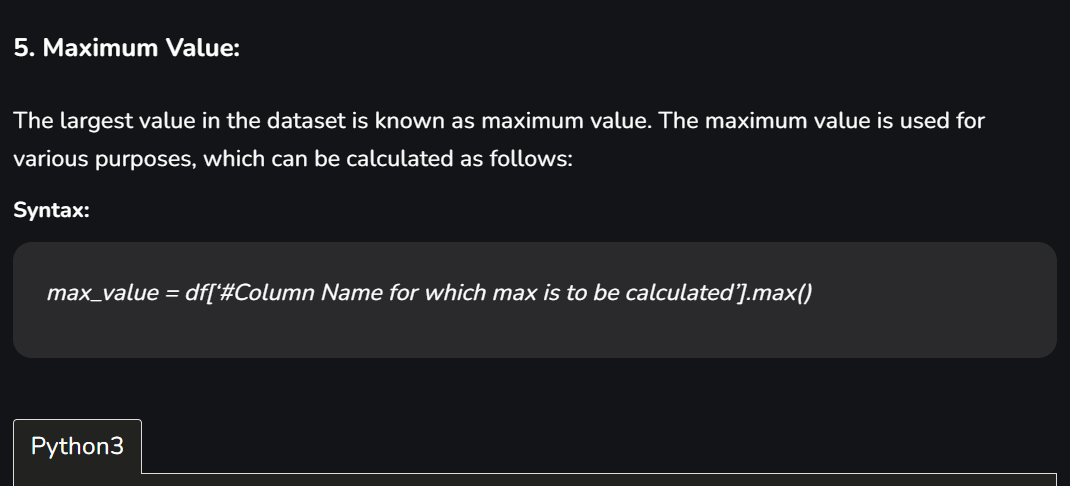 5. Maximum Value:
The largest value in the dataset is known as maximum value. The maximum value is used for
various purposes, which can be calculated as follows:
Syntax:
max_value = df[‘#Column Name for which max is to be calculated’].max()
Python3